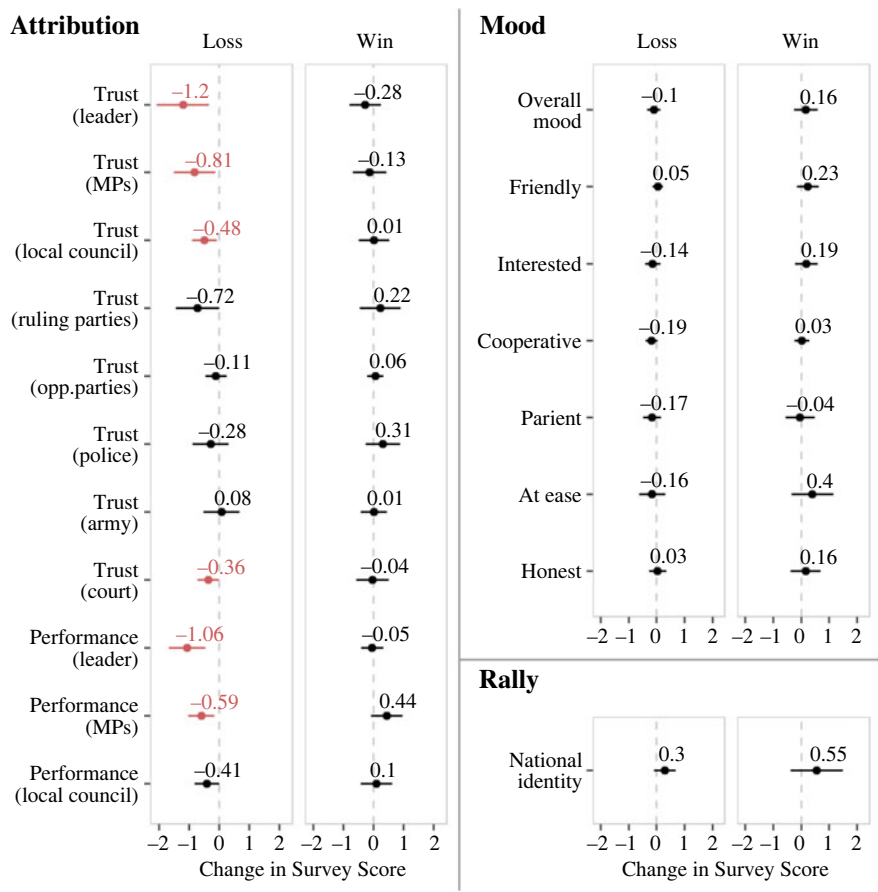 Attribution
Loss Win
Trust
(leader)
−1.2 −0.28
Trust
(MPs)
−0.81 −0.13
Trust
(local council)
−0.48 0.01
Trust
(ruling parties)
−0.72 0.22
Trust
(opp.parties)
−0.11 0.06
Trust
(police)
−0.28 0.31
Trust
(army)
0.08 0.01
Trust
(court)
−0.36 −0.04
Performance
(leader)
−1.06 −0.05
Performance
(MPs)
−0.59 0.44
Performance
(local council)
−0.41 0.1
−2 −1 0 1 2 −2 −1 0 1 2
Change in Survey Score
Mood
Loss Win
Overall
mood
−0.1 0.16
Friendly 0.05 0.23
Interested −0.14 0.19
Cooperative −0.19 0.03
Parient −0.17 −0.04
At ease −0.16 0.4
Honest 0.03 0.16
−2 −1 0 1 2 −2 −1 0 1 2
Rally
National
identity
0.3 0.55
−2 −1 0 1 2 −2 −1 0 1 2
Change in Survey Score